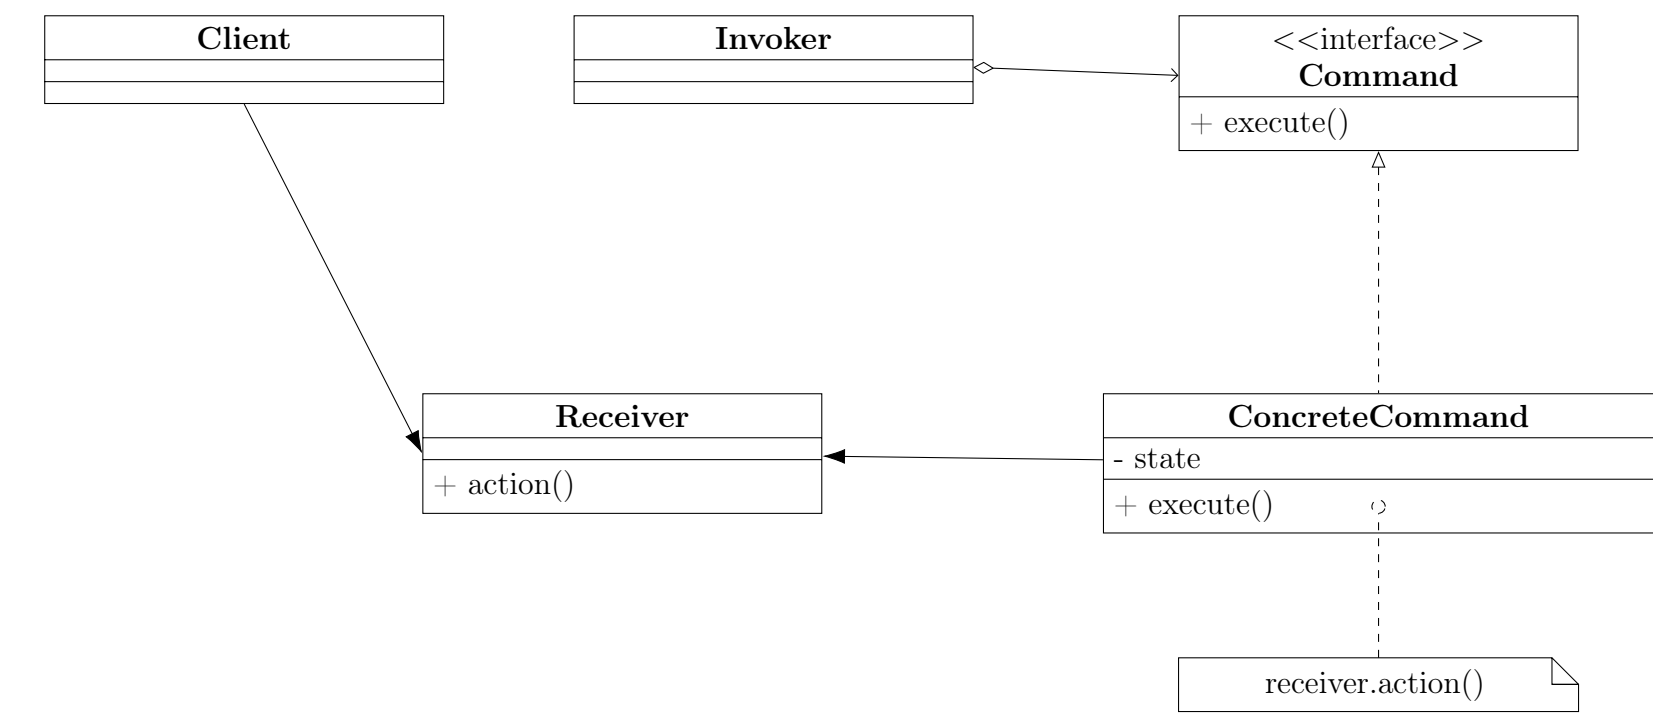 Client
Invoker
<<interface>>
Command
+ execute()
Receiver
+ action()
ConcreteCommand
- state
+ execute()
receiver.action()